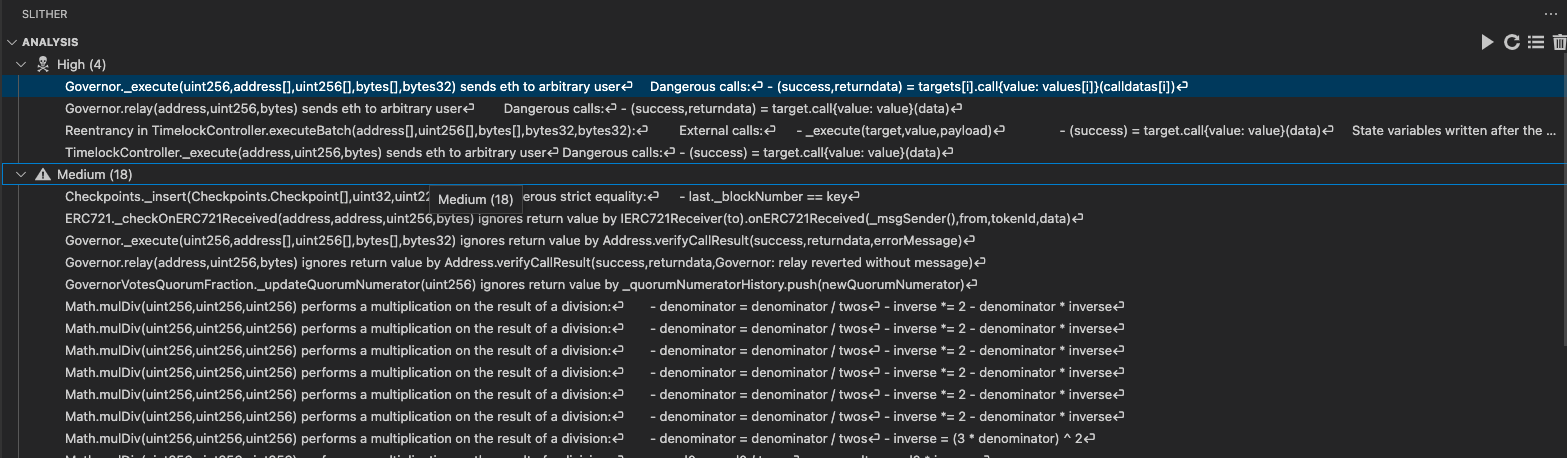 SLITHER
ANALYSIS
High (4)
Governor._execute(uint256,address[],uint256[],bytes[],bytes32) sends eth to arbitrary user↵ Dangerous calls:↵ - (success,returndata) = targets[i].call{value: values[i]}(calldatas[i])↵
Governor.relay(address,uint256,bytes) sends eth to arbitrary user↵ Dangerous calls:↵ - (success,returndata) = target.call{value: value}(data)↵
Reentrancy in TimelockController.executeBatch(address[],uint256[],bytes[],bytes32,bytes32):↵ External calls:↵ - _execute(target,value,payload)↵ - (success) = target.call{value: value}(data)↵ State variables written after the ...
TimelockController._execute(address,uint256,bytes) sends eth to arbitrary user↵ Dangerous calls:↵ - (success) = target.call{value: value}(data)↵
Medium (18)
Checkpoints._insert(Checkpoints.Checkpoint[],uint32,uint22 erous strict equality:↵ - last._blockNumber == key↵
Medium (18)
ERC721._checkOnERC721Received(address,address,uint256,bytes) ignores return value by IERC721Receiver(to).onERC721Received(_msgSender(),from,tokenId,data)↵
Governor._execute(uint256,address[],uint256[],bytes[],bytes32) ignores return value by Address.verifyCallResult(success,returndata,errorMessage)↵
Governor.relay(address,uint256,bytes) ignores return value by Address.verifyCallResult(success,returndata,Governor: relay reverted without message)↵
GovernorVotesQuorumFraction._updateQuorumNumerator(uint256) ignores return value by _quorumNumeratorHistory.push(newQuorumNumerator)↵
Math.mulDiv(uint256,uint256,uint256) performs a multiplication on the result of a division:↵ - denominator = denominator / twos↵ - inverse *= 2 - denominator * inverse↵
Math.mulDiv(uint256,uint256,uint256) performs a multiplication on the result of a division:↵ - denominator = denominator / twos↵ - inverse *= 2 - denominator * inverse↵
Math.mulDiv(uint256,uint256,uint256) performs a multiplication on the result of a division:↵ - denominator = denominator / twos↵ - inverse *= 2 - denominator * inverse↵
Math.mulDiv(uint256,uint256,uint256) performs a multiplication on the result of a division:↵ - denominator = denominator / twos↵ - inverse *= 2 - denominator * inverse↵
Math.mulDiv(uint256,uint256,uint256) performs a multiplication on the result of a division:↵ - denominator = denominator / twos↵ - inverse *= 2 - denominator * inverse↵
Math.mulDiv(uint256,uint256,uint256) performs a multiplication on the result of a division:↵ - denominator = denominator / twos↵ - inverse *= 2 - denominator * inverse↵
Math.mulDiv(uint256,uint256,uint256) performs a multiplication on the result of a division:↵ - denominator = denominator / twos↵ - inverse = (3 * denominator) ^ 2↵